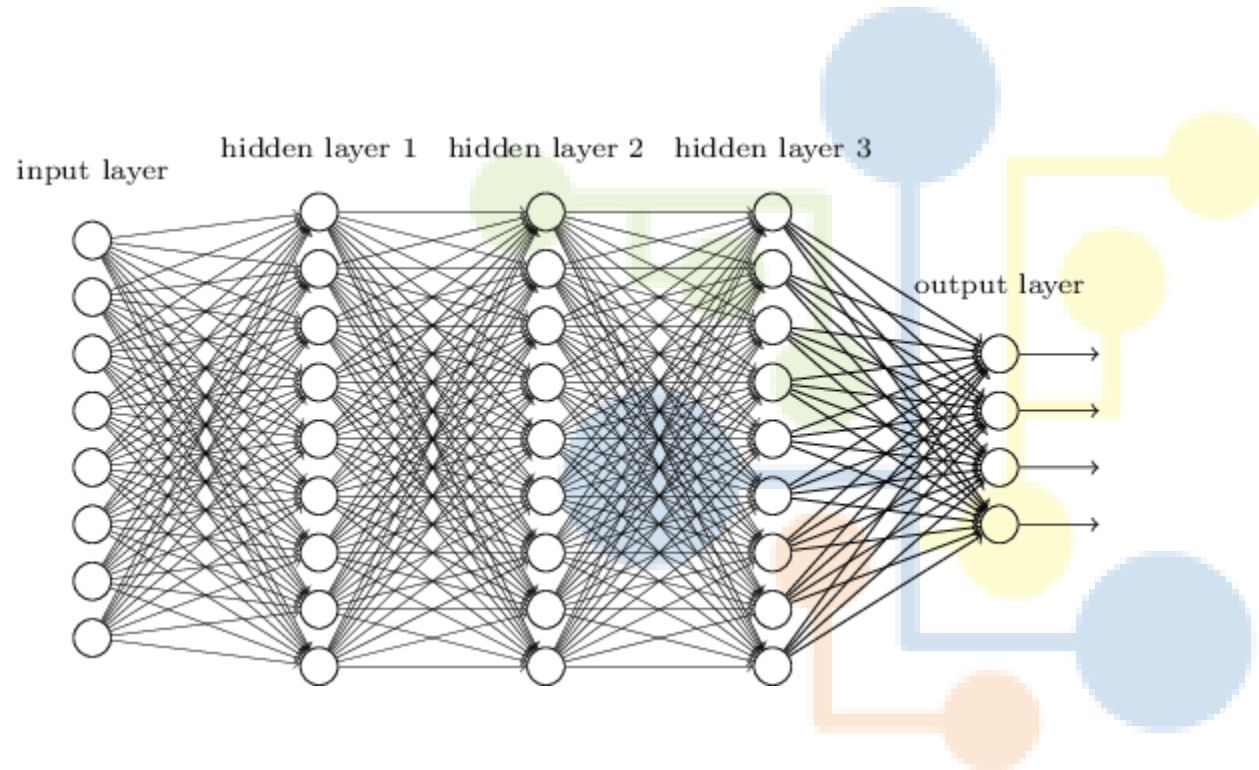 input layer
hidden layer 1
hidden layer 2
hidden layer 3
output layer